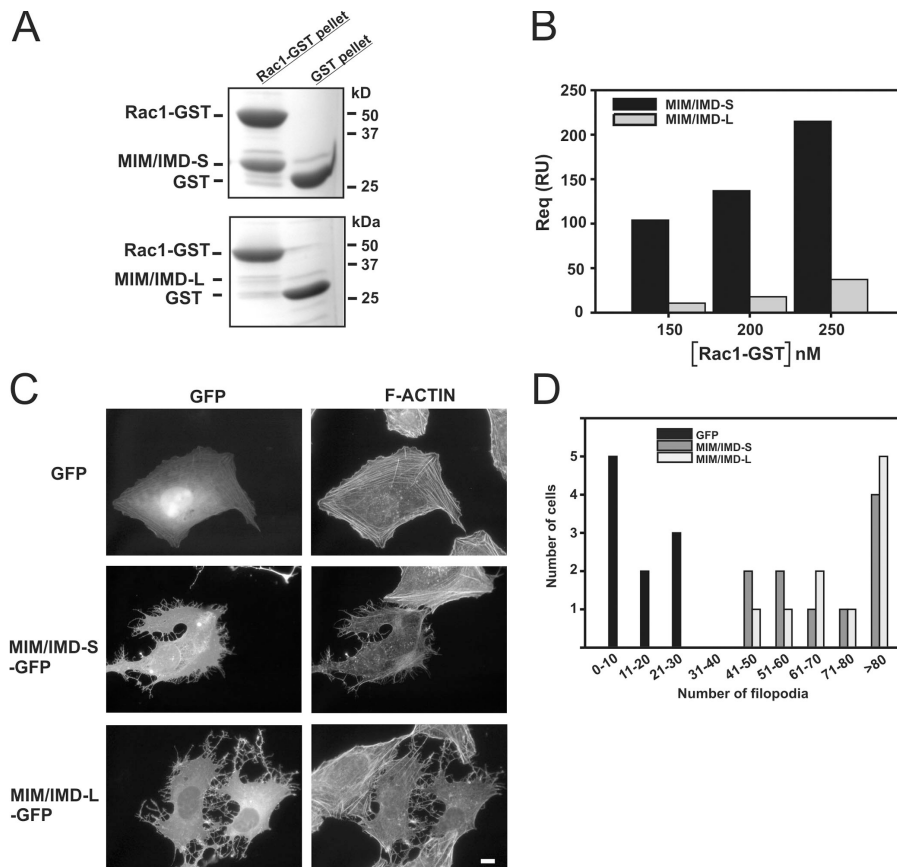 A
Rac1-GST pellet
GST pellet
kD
Rac1-GST
50
37
MIM/IMD-S
GST
25
kDa
Rac1-GST
50
37
MIM/IMD-L
GST
25
B
250
200
150
100
50
0
Req (RU)
MIM/IMD-S
MIM/IMD-L
150
200
250
[Rac1-GST] nM
C
GFP
F-ACTIN
GFP
MIM/IMD-S
-GFP
MIM/IMD-L
-GFP
D
GFP
MIM/IMD-S
MIM/IMD-L
5
4
3
2
1
Number of cells
0-10
11-20
21-30
31-40
41-50
51-60
61-70
71-80
>80
Number of filopodia